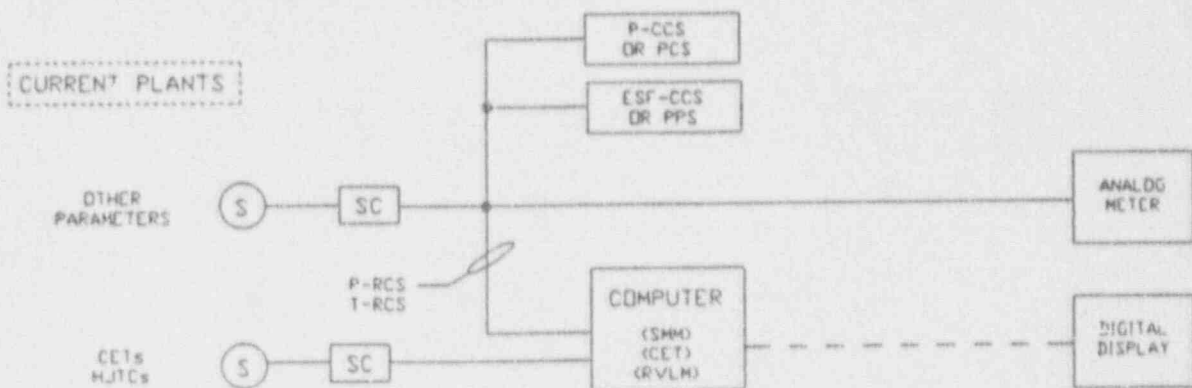 P-CCS
OR PCS
CURRENT PLANTS
ESF-CCS
OR PPS
OTHER
PARAMETERS
S
SC
ANALOG
METER
P-RCS
T-RCS
COMPUTER
(SMM)
(CET)
(RVLM)
DIGITAL
DISPLAY
CETs
HJTCs
S
SC